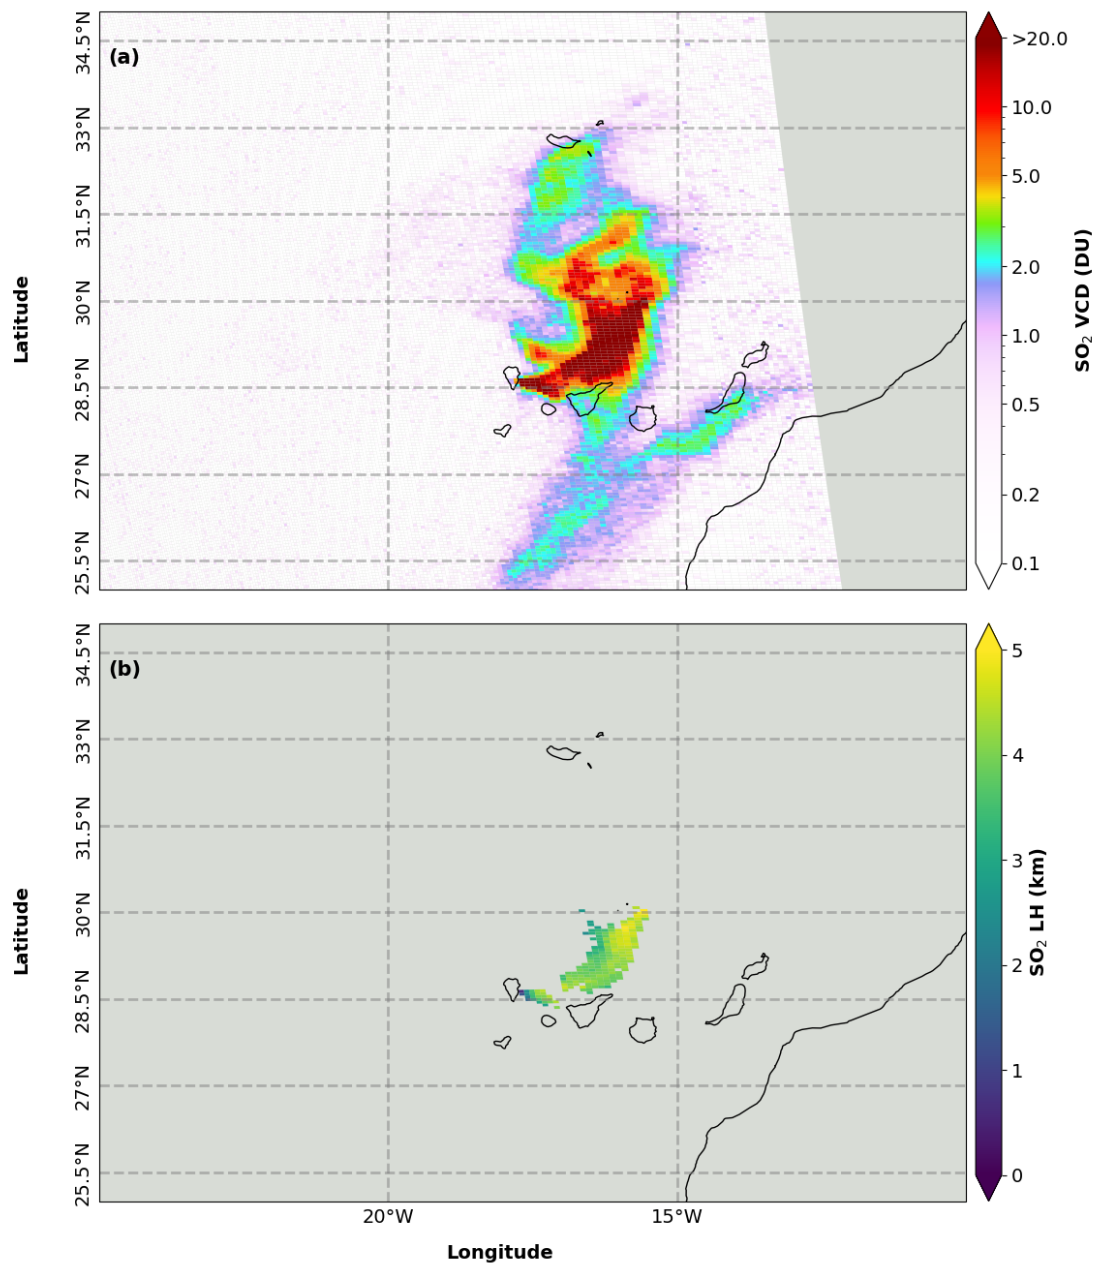 (a)
34.5°N
33°N
31.5°N
30°N
28.5°N
27°N
25.5°N
Latitude
>20.0
10.0
5.0
2.0
1.0
0.5
0.2
0.1
SO₂ VCD (DU)
(b)
34.5°N
33°N
31.5°N
30°N
28.5°N
27°N
25.5°N
Latitude
5
4
3
2
1
0
SO₂ LH (km)
20°W
15°W
Longitude